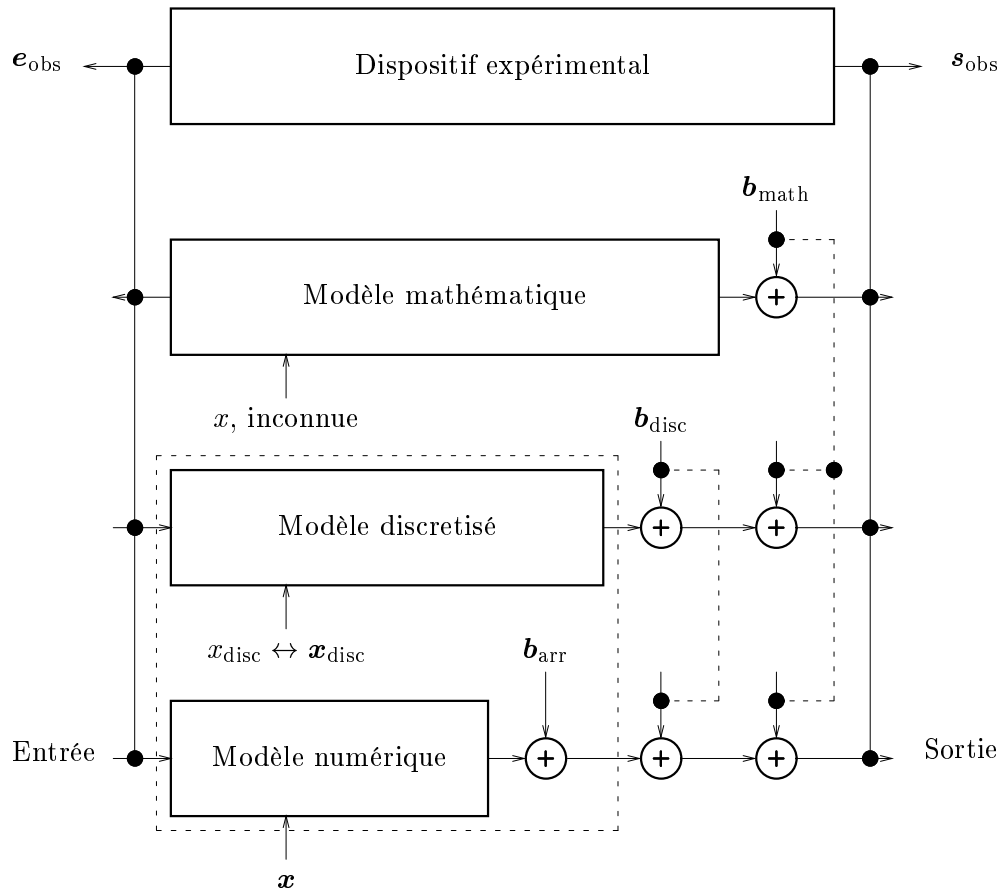 e_obs
Dispositif expérimental
s_obs
b_math
+
Modèle mathématique
x, inconnue
b_disc
+
+
Modèle discretisé
x_disc ↔ x_disc
b_arr
Entrée
Modèle numérique
+
+
+
Sortie
x